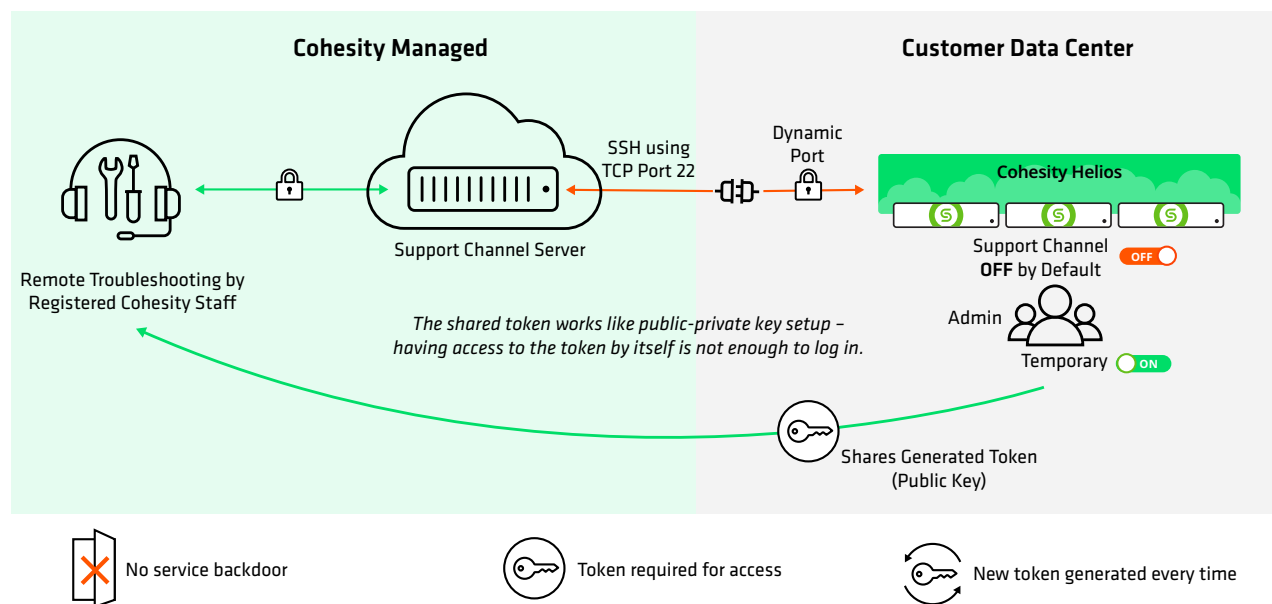 Cohesity Managed
Customer Data Center
SSH using
TCP Port 22
Dynamic
Port
Cohesity Helios
Support Channel Server
Support Channel
OFF by Default
OFF
Remote Troubleshooting by
Registered Cohesity Staff
Admin
The shared token works like public-private key setup –
having access to the token by itself is not enough to log in.
Temporary
ON
Shares Generated Token
(Public Key)
No service backdoor
Token required for access
New token generated every time